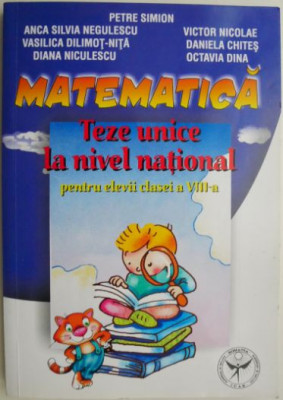 PETRE SIMION
ANCA SILVIA NEGULESCU VICTOR NICOLAE
VASILICA DILIMOȚ-NIȚĂ DANIELA CHITEȘ
DIANA NICULESCU OCTAVIA DINA
MATEMATICĂ
Teze unice
la nivel național
pentru elevii clasei a VIII-a